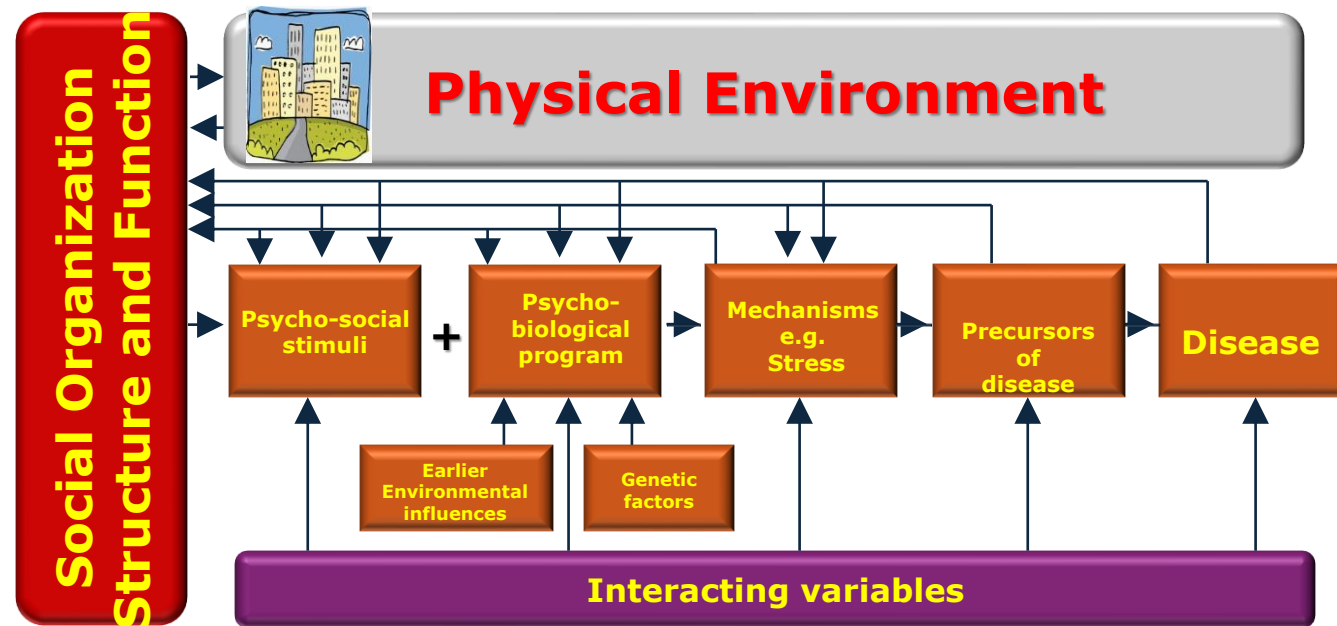 Social Organization
Structure and Function
Physical Environment
Psycho-social
stimuli
+
Psycho-
biological
program
Mechanisms
e.g.
Stress
Precursors
of
disease
Disease
Earlier
Environmental
influences
Genetic
factors
Interacting variables